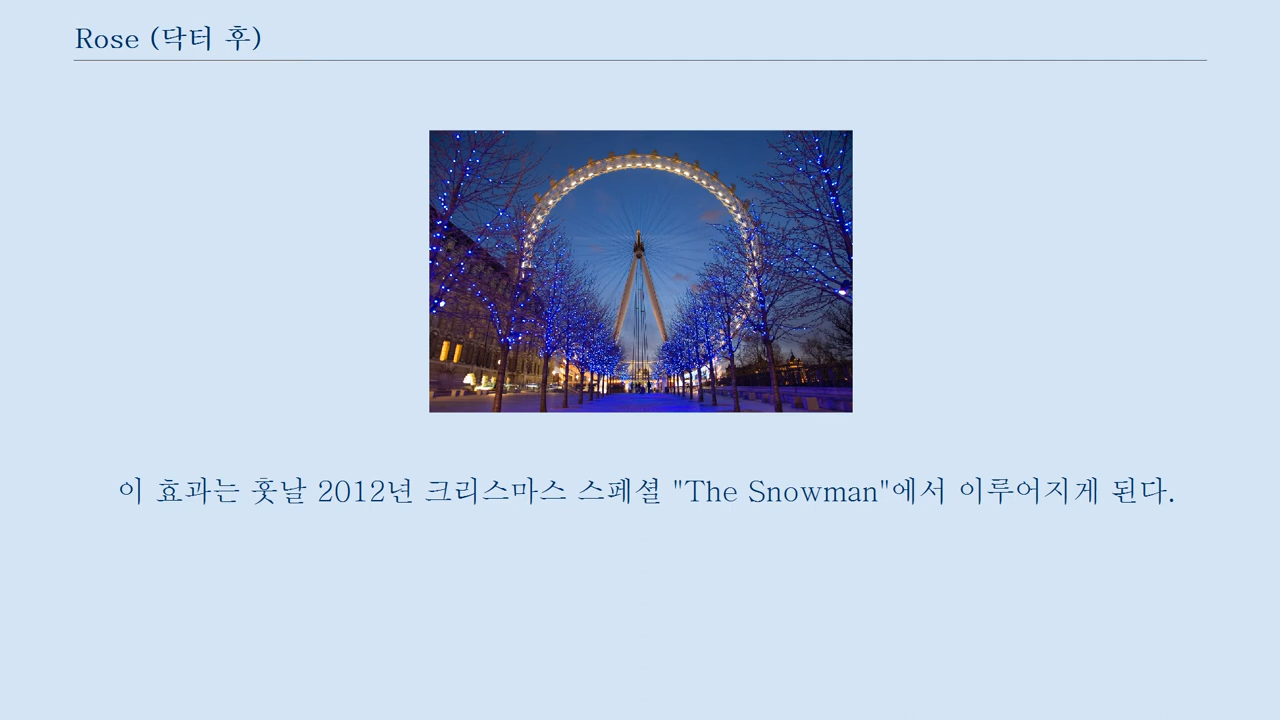 Rose (닥터 후)
이 효과는 훗날 2012년 크리스마스 스페셜 "The Snowman"에서 이루어지게 된다.